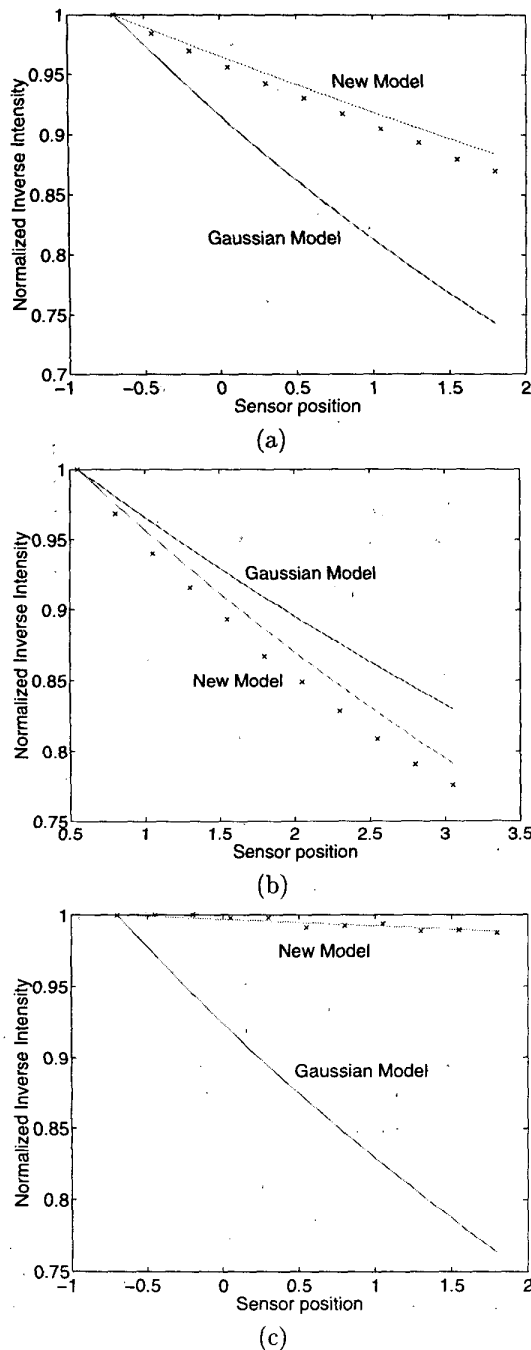 1
0.95
0.9
0.85
0.8
0.75
0.7
Normalized Inverse Intensity
New Model
Gaussian Model
−1 −0.5 0 0.5 1 1.5 2
Sensor position
(a)
1
0.95
0.9
0.85
0.8
0.75
Normalized Inverse Intensity
Gaussian Model
New Model
0.5 1 1.5 2 2.5 3 3.5
Sensor position
(b)
1
0.95
0.9
0.85
0.8
0.75
Normalized Inverse Intensity
New Model
Gaussian Model
−1 −0.5 0 0.5 1 1.5 2
Sensor position
(c)